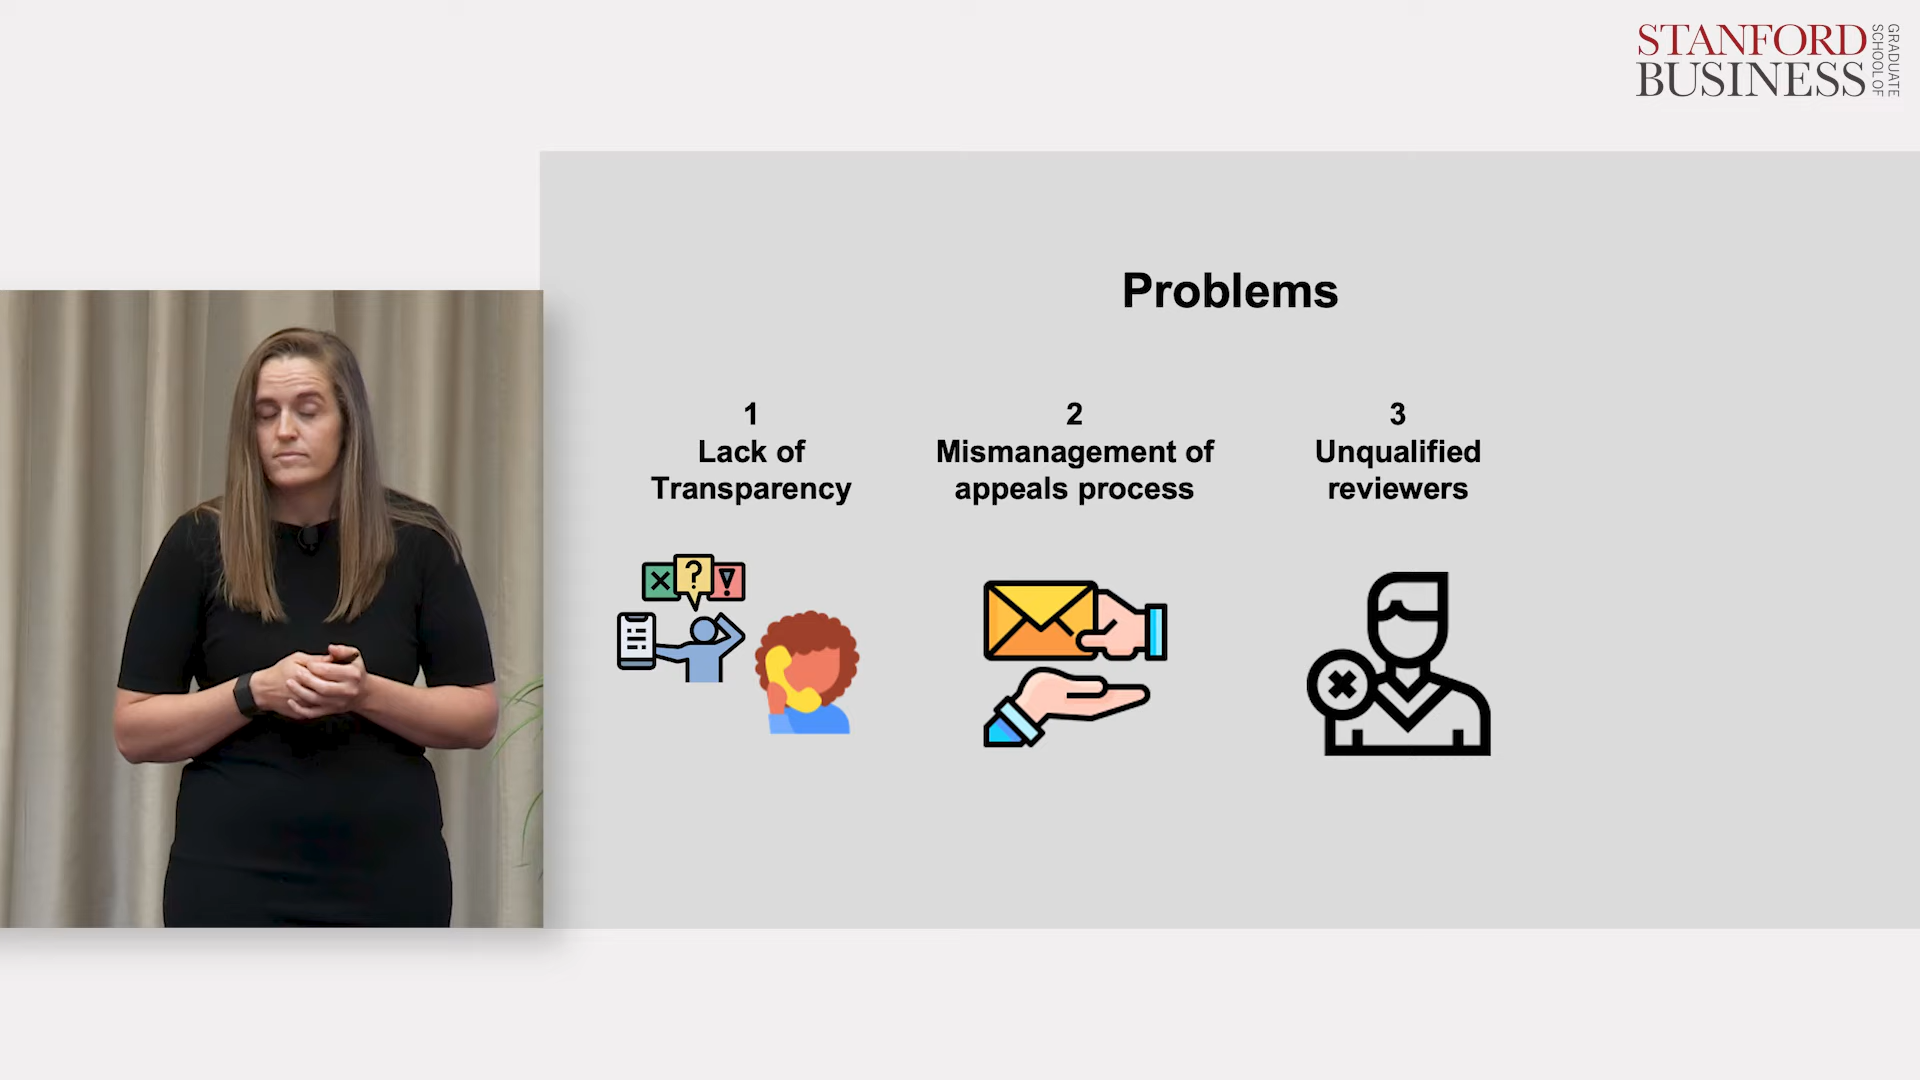 STANFORD
BUSINESS
GRADUATE
SCHOOL OF
Problems
1
Lack of
Transparency
2
Mismanagement of
appeals process
3
Unqualified
reviewers
?
!